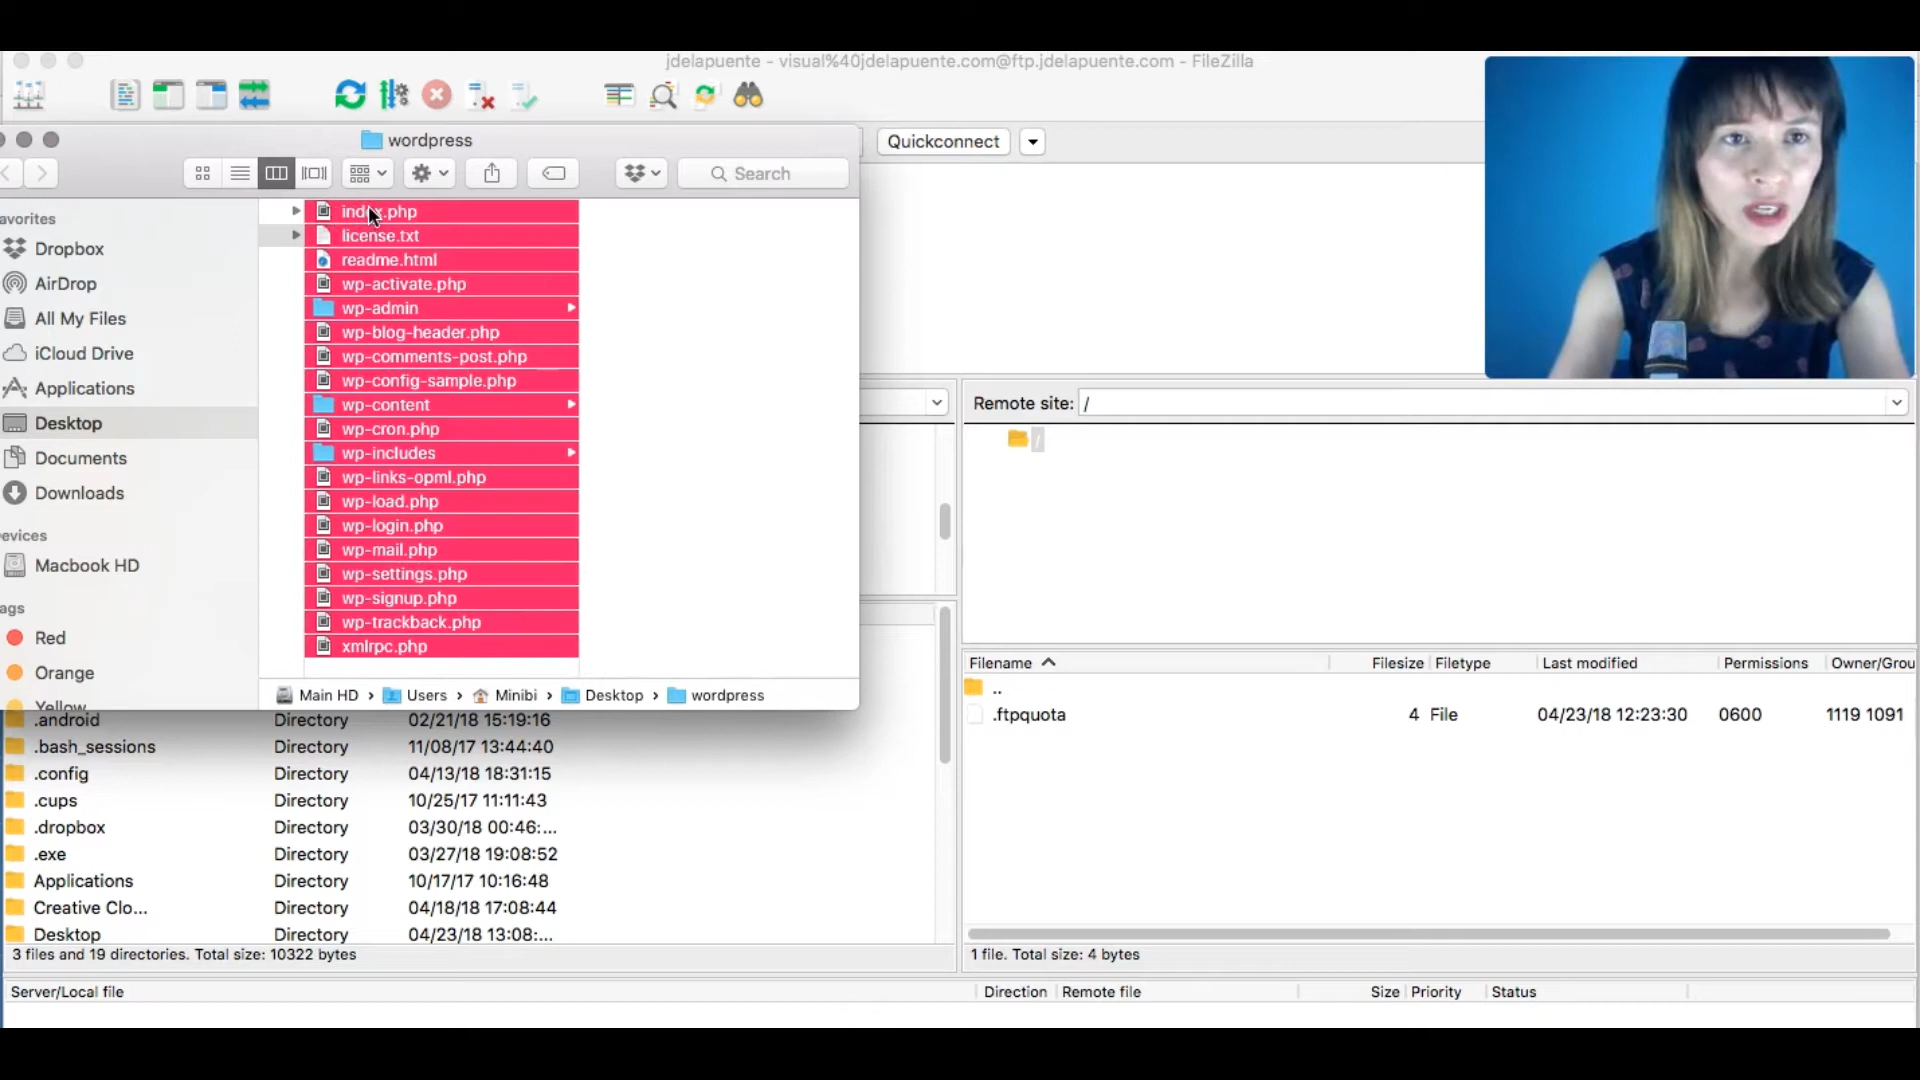 jdelapuente - visual%40jdelapuente.com@ftp.jdelapuente.com - FileZilla
wordpress
Quickconnect
Search
avorites
Dropbox
AirDrop
All My Files
iCloud Drive
Applications
Desktop
Documents
Downloads
evices
Macbook HD
ags
Red
Orange
Yellow
index.php
license.txt
readme.html
wp-activate.php
wp-admin
wp-blog-header.php
wp-comments-post.php
wp-config-sample.php
wp-content
wp-cron.php
wp-includes
wp-links-opml.php
wp-load.php
wp-login.php
wp-mail.php
wp-settings.php
wp-signup.php
wp-trackback.php
xmlrpc.php
Main HD › Users › Minibi › Desktop › wordpress
.android Directory 02/21/18 15:19:16
.bash_sessions Directory 11/08/17 13:44:40
.config Directory 04/13/18 18:31:15
.cups Directory 10/25/17 11:11:43
.dropbox Directory 03/30/18 00:46:...
.exe Directory 03/27/18 19:08:52
Applications Directory 10/17/17 10:16:48
Creative Clo... Directory 04/18/18 17:08:44
Desktop Directory 04/23/18 13:08:...
3 files and 19 directories. Total size: 10322 bytes
Remote site: /
/
Filename Filesize Filetype Last modified Permissions Owner/Grou
..
.ftpquota 4 File 04/23/18 12:23:30 0600 1119 1091
1 file. Total size: 4 bytes
Server/Local file Direction Remote file Size Priority Status